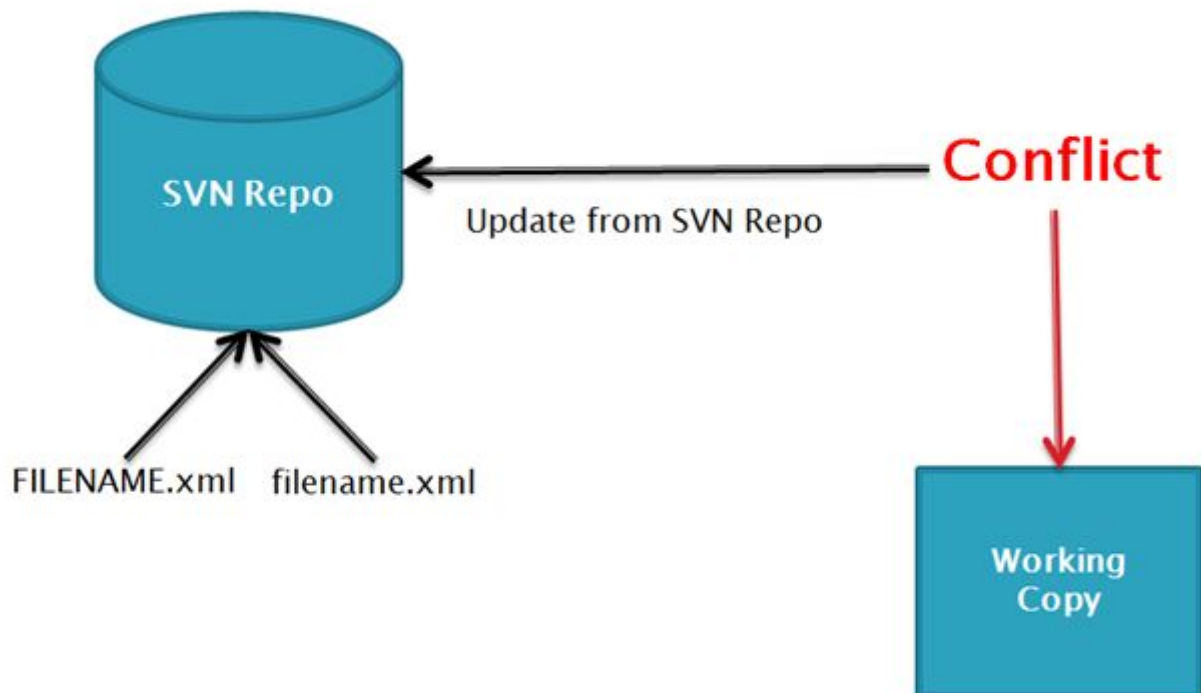 SVN Repo
Conflict
Update from SVN Repo
FILENAME.xml
filename.xml
Working
Copy